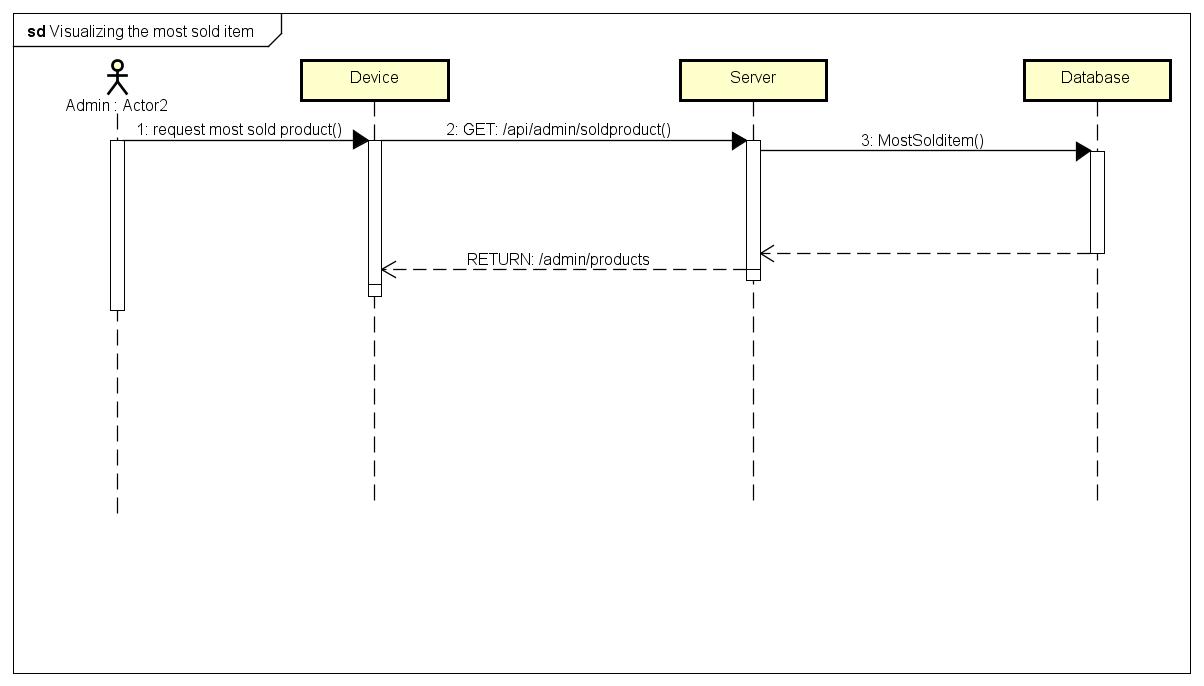 sd Visualizing the most sold item
Admin : Actor2
Device
Server
Database
1: request most sold product()
2: GET: /api/admin/soldproduct()
3: MostSolditem()
RETURN: /admin/products